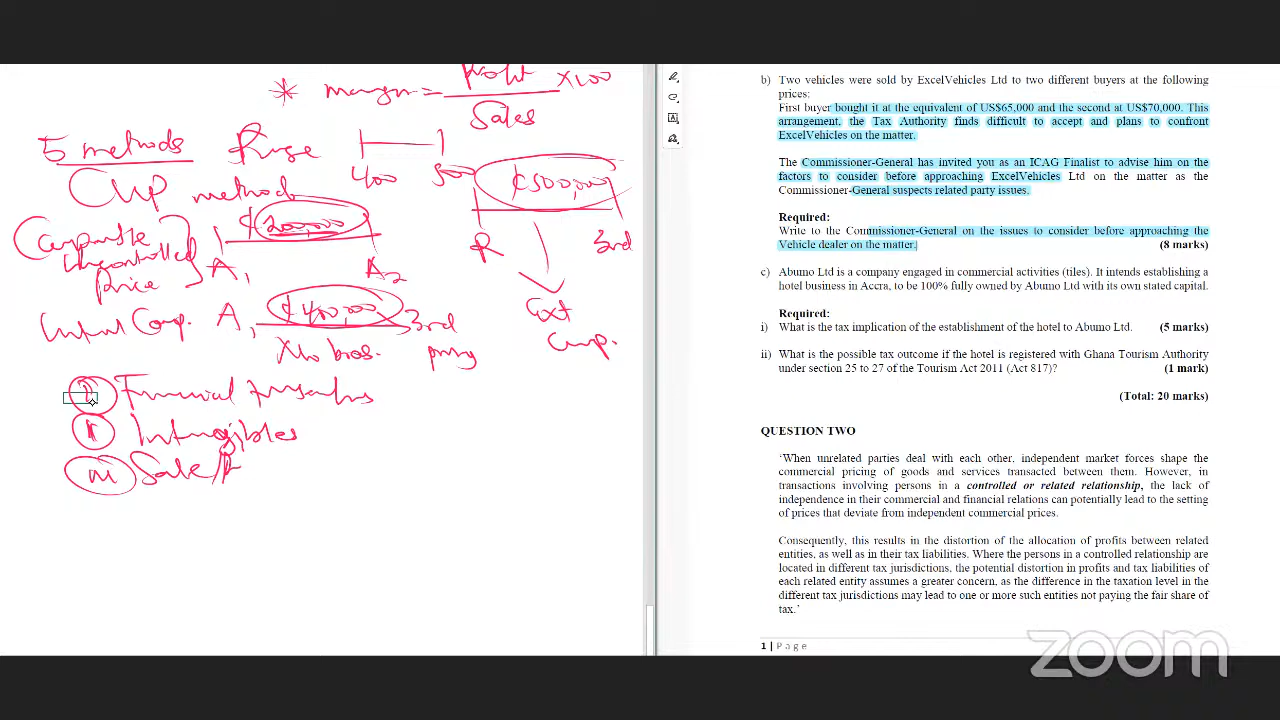 * margin = Profit X100
Sales
5 methods Range
400 500 ₵500,000
CUP method
₵200,000
Comparable
Uncontrolled
Price
A1 A2 R 3rd
Internal Comp. A1 ₵400,000 3rd
party
Ext
Comp.
I Financial
II Intangibles
III Sale/
b) Two vehicles were sold by ExcelVehicles Ltd to two different buyers at the following
prices:
First buyer bought it at the equivalent of US$65,000 and the second at US$70,000. This
arrangement, the Tax Authority finds difficult to accept and plans to confront
ExcelVehicles on the matter.
The Commissioner-General has invited you as an ICAG Finalist to advise him on the
factors to consider before approaching ExcelVehicles Ltd on the matter as the
Commissioner-General suspects related party issues.
Required:
Write to the Commissioner-General on the issues to consider before approaching the
Vehicle dealer on the matter. (8 marks)
c) Abumo Ltd is a company engaged in commercial activities (tiles). It intends establishing a
hotel business in Accra, to be 100% fully owned by Abumo Ltd with its own stated capital.
Required:
i) What is the tax implication of the establishment of the hotel to Abumo Ltd. (5 marks)
ii) What is the possible tax outcome if the hotel is registered with Ghana Tourism Authority
under section 25 to 27 of the Tourism Act 2011 (Act 817)? (1 mark)
(Total: 20 marks)
QUESTION TWO
‘When unrelated parties deal with each other, independent market forces shape the
commercial pricing of goods and services transacted between them. However, in
transactions involving persons in a controlled or related relationship, the lack of
independence in their commercial and financial relations can potentially lead to the setting
of prices that deviate from independent commercial prices.
Consequently, this results in the distortion of the allocation of profits between related
entities, as well as in their tax liabilities. Where the persons in a controlled relationship are
located in different tax jurisdictions, the potential distortion in profits and tax liabilities of
each related entity assumes a greater concern, as the difference in the taxation level in the
different tax jurisdictions may lead to one or more such entities not paying the fair share of
tax.’
1 | Page
zoom